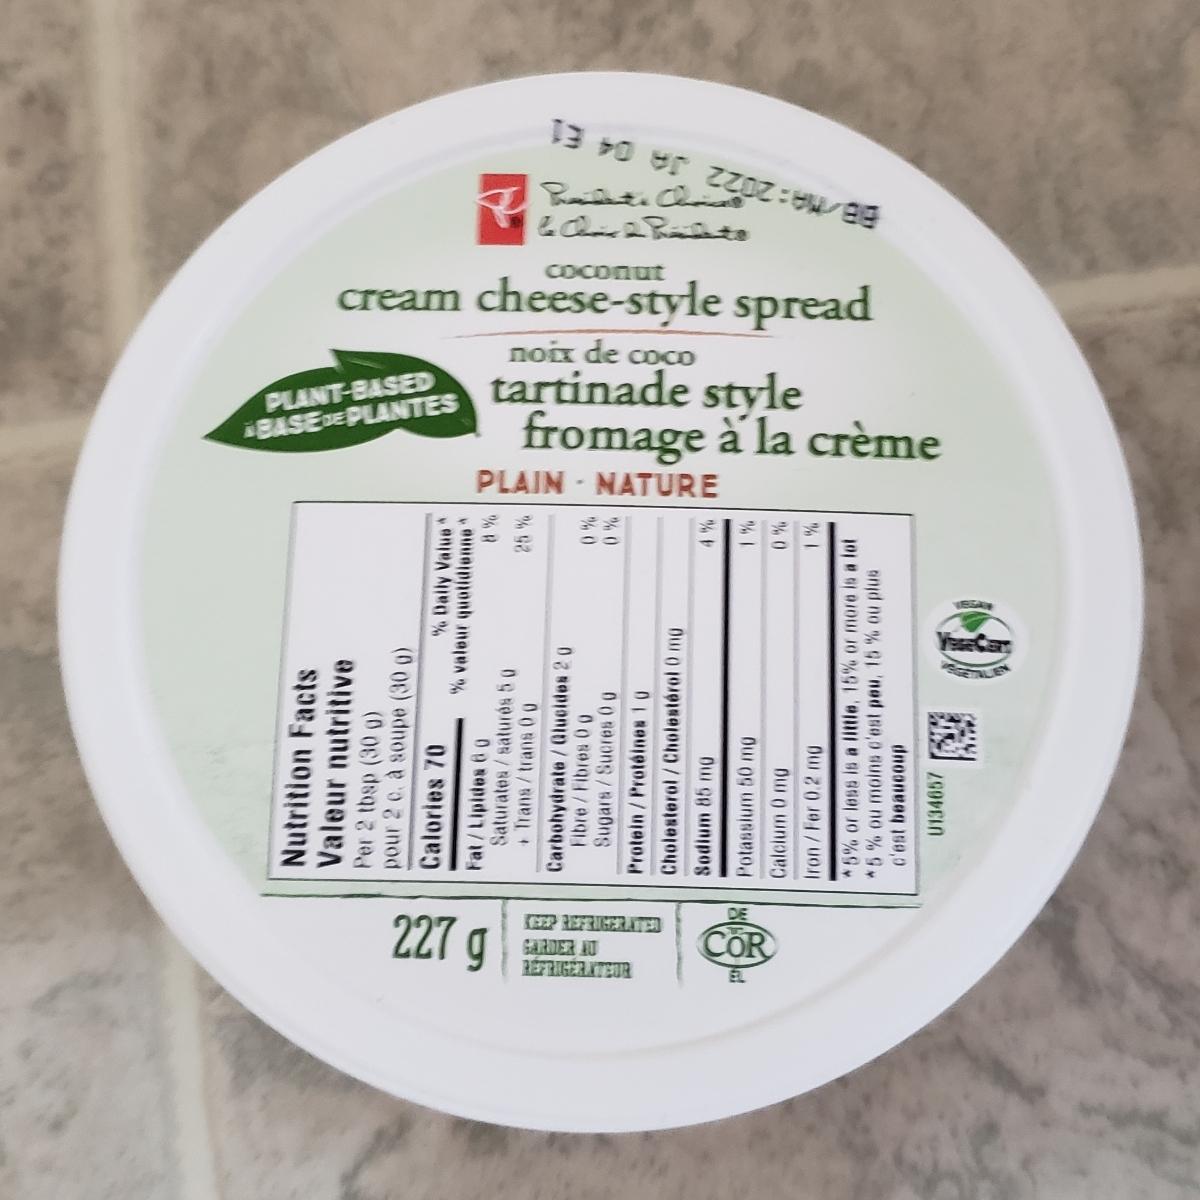 BB/MA:2022 JA 04 E1
President's Choice®
le Choix du Président®
coconut
cream cheese-style spread
noix de coco
tartinade style
fromage à la crème
PLANT-BASED
À BASE DE PLANTES
PLAIN · NATURE
Nutrition Facts
Valeur nutritive
Per 2 tbsp (30 g)
pour 2 c. à soupe (30 g)
Calories 70
% Daily Value*
% valeur quotidienne*
Fat / Lipides 6 g 8 %
Saturates / saturés 5 g
+ Trans / trans 0 g 25 %
Carbohydrate / Glucides 2 g
Fibre / Fibres 0 g 0 %
Sugars / Sucres 0 g 0 %
Protein / Protéines 1 g
Cholesterol / Cholestérol 0 mg
Sodium 85 mg 4 %
Potassium 50 mg 1 %
Calcium 0 mg 0 %
Iron / Fer 0.2 mg 1 %
*5% or less is a little, 15% or more is a lot
*5 % ou moins c'est peu, 15 % ou plus
c'est beaucoup
VEGAN
VegeCert
VÉGÉTALIEN
U134657
227 g
KEEP REFRIGERATED
GARDER AU
RÉFRIGÉRATEUR
DE
COR
EL